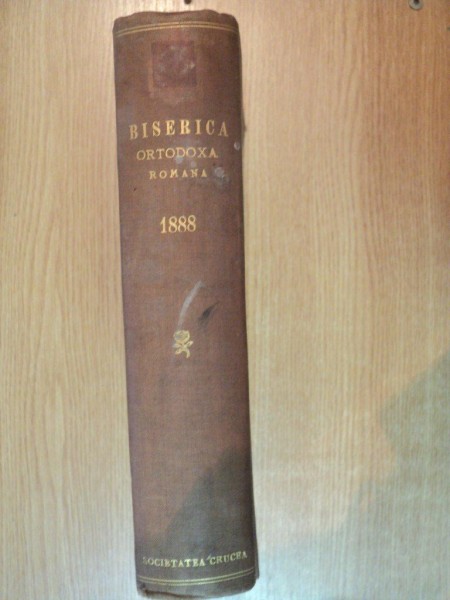 BISERICA
ORTODOXA
ROMANA
1888
SOCIETATEA CRUCEA